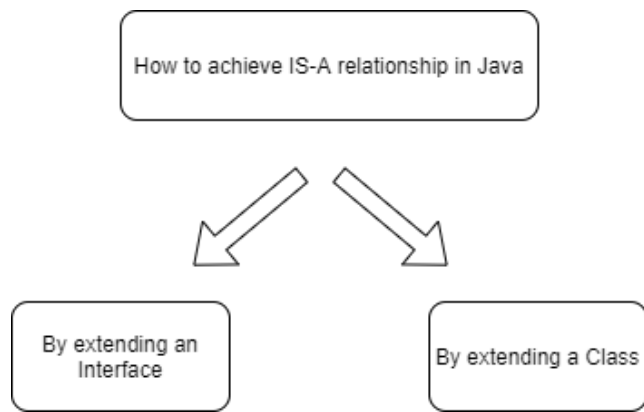 How to achieve IS-A relationship in Java
By extending an
Interface
By extending a Class